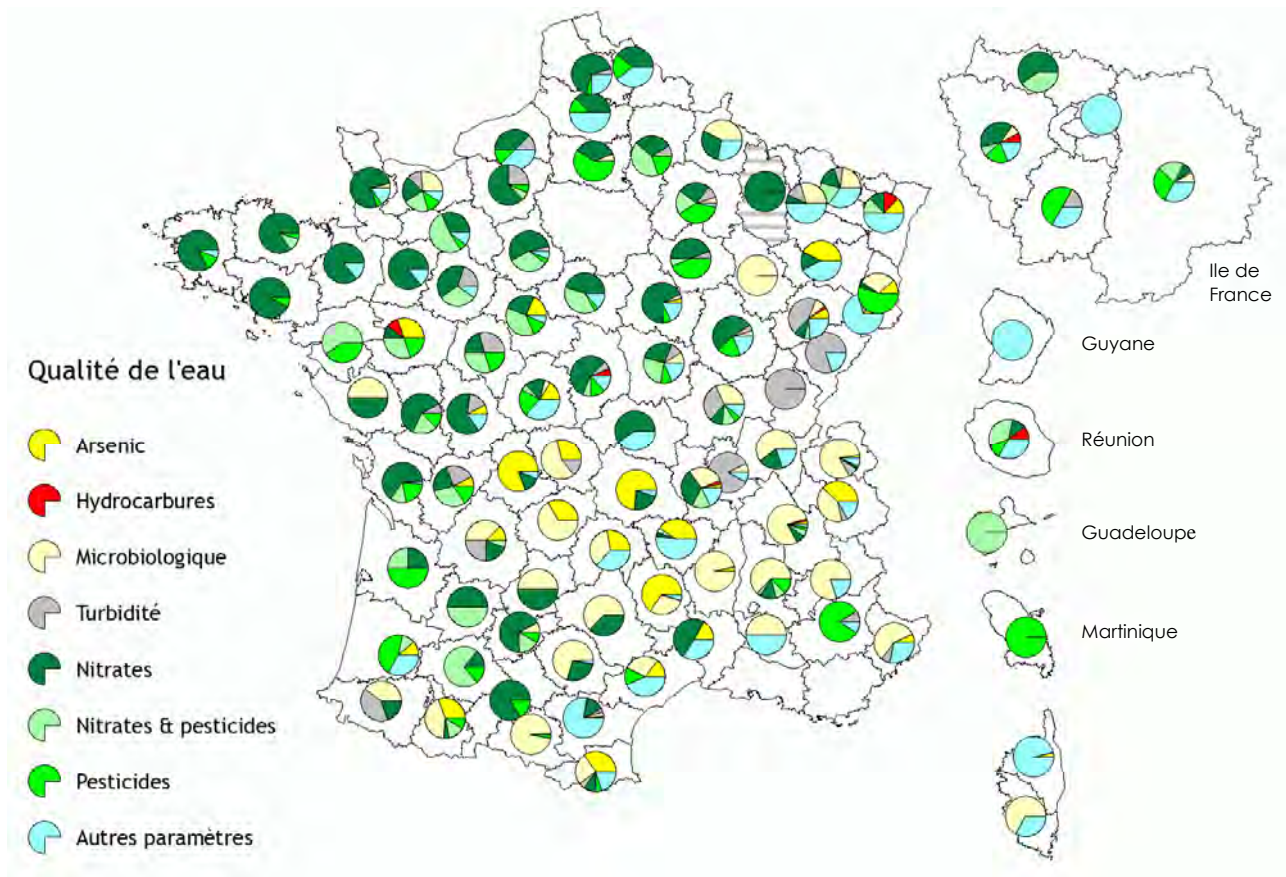 Qualité de l'eau
Arsenic
Hydrocarbures
Microbiologique
Turbidité
Nitrates
Nitrates & pesticides
Pesticides
Autres paramètres
Ile de
France
Guyane
Réunion
Guadeloupe
Martinique